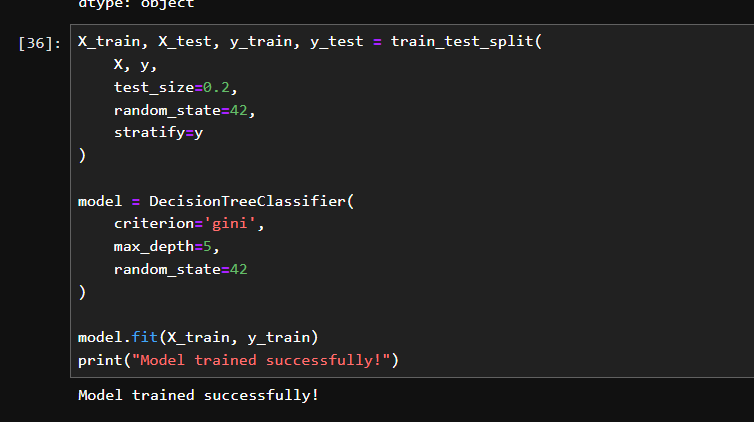 dtype: object
[36]: X_train, X_test, y_train, y_test = train_test_split(
    X, y,
    test_size=0.2,
    random_state=42,
    stratify=y
)
model = DecisionTreeClassifier(
    criterion='gini',
    max_depth=5,
    random_state=42
)
model.fit(X_train, y_train)
print("Model trained successfully!")
Model trained successfully!